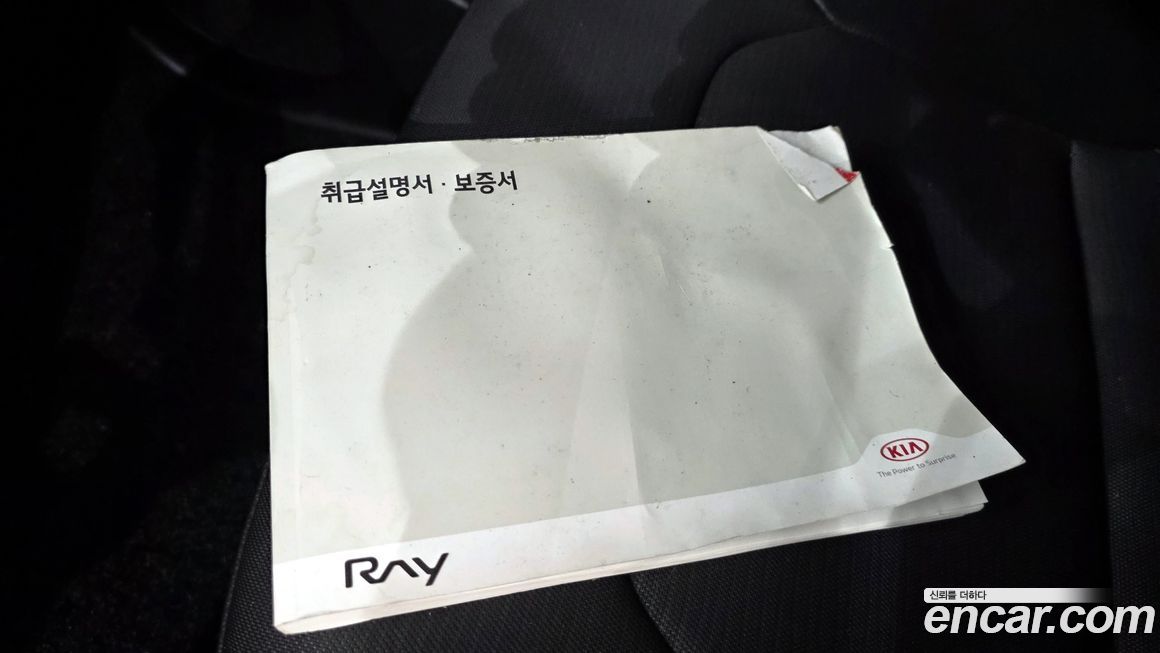 취급설명서 · 보증서
KIA
The Power to Surprise
RAY
신뢰를 더하다
encar.com